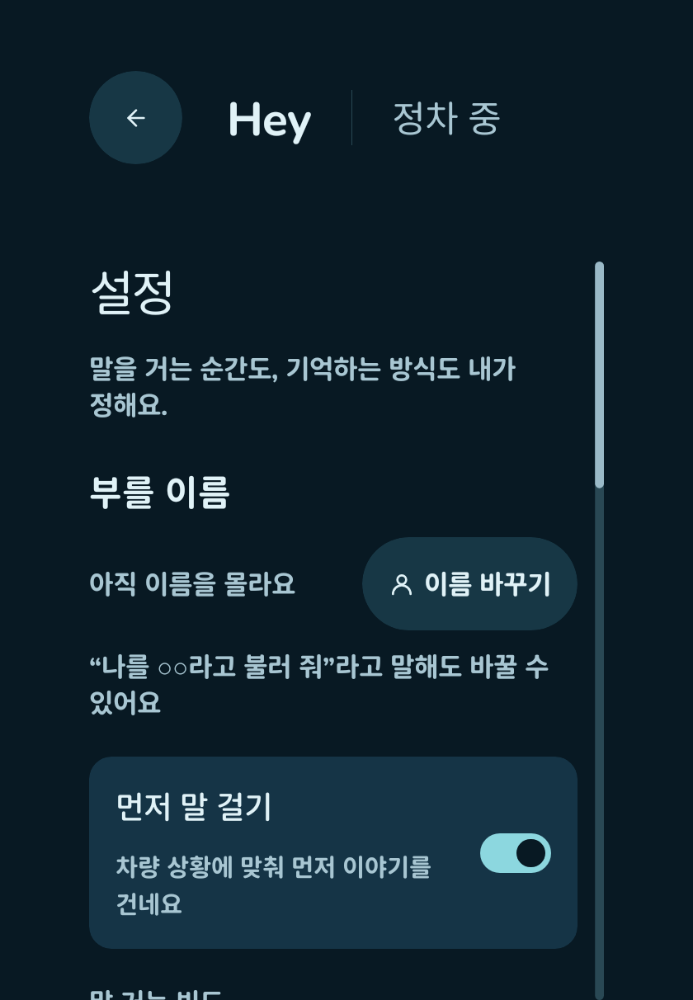 Hey
정차 중
설정
말을 거는 순간도, 기억하는 방식도 내가
정해요.
부를 이름
아직 이름을 몰라요
이름 바꾸기
“나를 ○○라고 불러 줘”라고 말해도 바꿀 수
있어요
먼저 말 걸기
차량 상황에 맞춰 먼저 이야기를
건네요